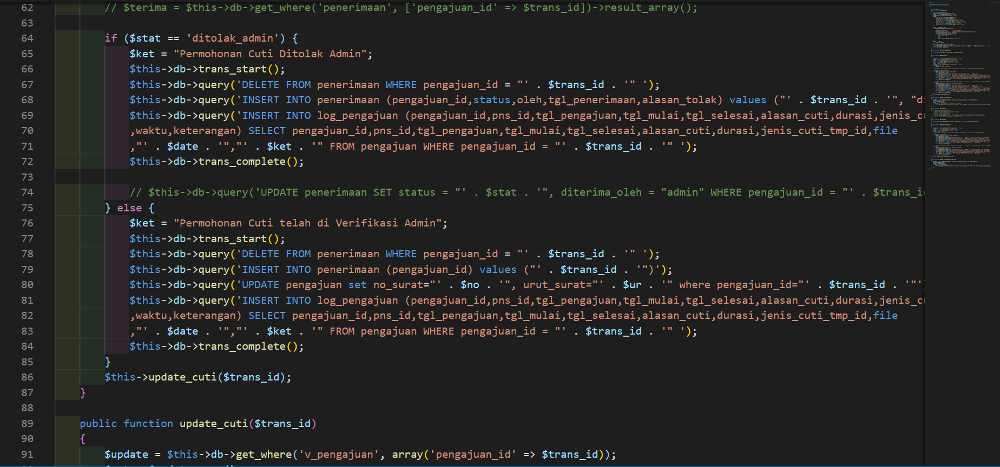 62 // $terima = $this->db->get_where('penerimaan', ['pengajuan_id' => $trans_id])->result_array();
63
64 if ($stat == 'ditolak_admin') {
65 $ket = "Permohonan Cuti Ditolak Admin";
66 $this->db->trans_start();
67 $this->db->query('DELETE FROM penerimaan WHERE pengajuan_id = "' . $trans_id . '" ');
68 $this->db->query('INSERT INTO penerimaan (pengajuan_id,status,oleh,tgl_penerimaan,alasan_tolak) values ("' . $trans_id . '", "d
69 $this->db->query('INSERT INTO log_pengajuan (pengajuan_id,pns_id,tgl_pengajuan,tgl_mulai,tgl_selesai,alasan_cuti,durasi,jenis_c
70 ,waktu,keterangan) SELECT pengajuan_id,pns_id,tgl_pengajuan,tgl_mulai,tgl_selesai,alasan_cuti,durasi,jenis_cuti_tmp_id,file
71 ,"' . $date . '","' . $ket . '" FROM pengajuan WHERE pengajuan_id = "' . $trans_id . '" ');
72 $this->db->trans_complete();
73
74 // $this->db->query('UPDATE penerimaan SET status = "' . $stat . '", diterima_oleh = "admin" WHERE pengajuan_id = "' . $trans_i
75 } else {
76 $ket = "Permohonan Cuti telah di Verifikasi Admin";
77 $this->db->trans_start();
78 $this->db->query('DELETE FROM penerimaan WHERE pengajuan_id = "' . $trans_id . '" ');
79 $this->db->query('INSERT INTO penerimaan (pengajuan_id) values ("' . $trans_id . '")');
80 $this->db->query('UPDATE pengajuan set no_surat="' . $no . '", urut_surat="' . $ur . '" where pengajuan_id="' . $trans_id . '"'
81 $this->db->query('INSERT INTO log_pengajuan (pengajuan_id,pns_id,tgl_pengajuan,tgl_mulai,tgl_selesai,alasan_cuti,durasi,jenis_c
82 ,waktu,keterangan) SELECT pengajuan_id,pns_id,tgl_pengajuan,tgl_mulai,tgl_selesai,alasan_cuti,durasi,jenis_cuti_tmp_id,file
83 ,"' . $date . '","' . $ket . '" FROM pengajuan WHERE pengajuan_id = "' . $trans_id . '" ');
84 $this->db->trans_complete();
85 }
86 $this->update_cuti($trans_id);
87 }
88
89 public function update_cuti($trans_id)
90 {
91 $update = $this->db->get_where('v_pengajuan', array('pengajuan_id' => $trans_id));